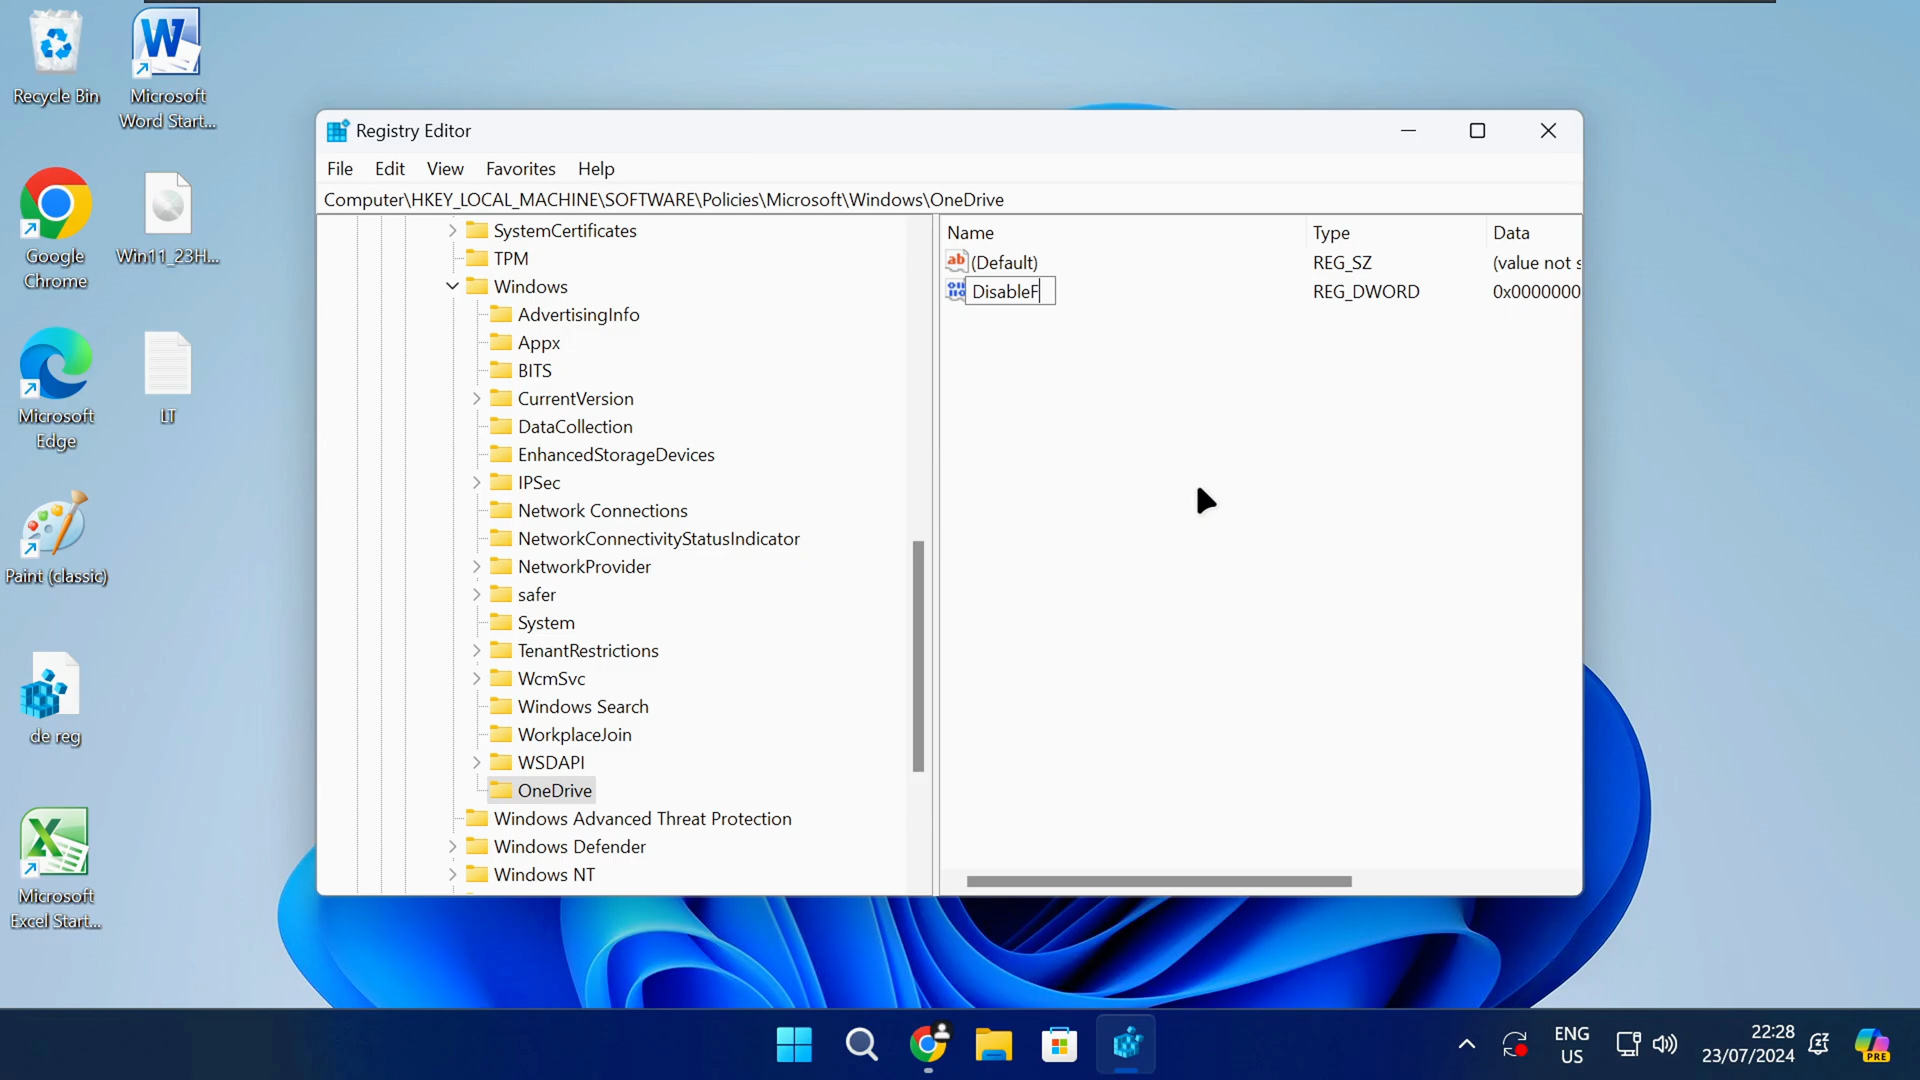 Recycle Bin
Microsoft
Word Start...
Google
Chrome
Win11_23H...
Microsoft
Edge
LT
Paint (classic)
de reg
Microsoft
Excel Start...
Registry Editor
File Edit View Favorites Help
Computer\HKEY_LOCAL_MACHINE\SOFTWARE\Policies\Microsoft\Windows\OneDrive
SystemCertificates
TPM
Windows
AdvertisingInfo
Appx
BITS
CurrentVersion
DataCollection
EnhancedStorageDevices
IPSec
Network Connections
NetworkConnectivityStatusIndicator
NetworkProvider
safer
System
TenantRestrictions
WcmSvc
Windows Search
WorkplaceJoin
WSDAPI
OneDrive
Windows Advanced Threat Protection
Windows Defender
Windows NT
Name Type Data
(Default) REG_SZ (value not s
DisableF REG_DWORD 0x0000000
ENG
US
22:28
23/07/2024
PRE